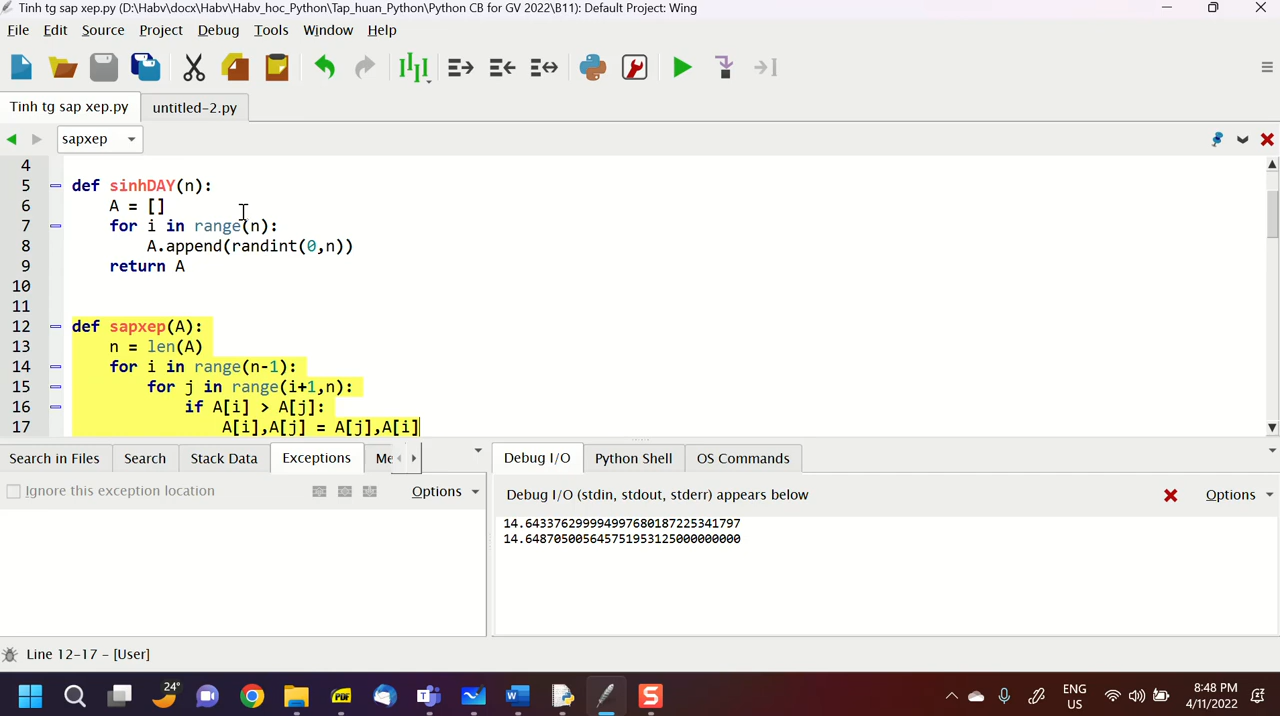 Tinh tg sap xep.py (D:\Habv\docx\Habv\Habv_hoc_Python\Tap_huan_Python\Python CB for GV 2022\B11): Default Project: Wing
File Edit Source Project Debug Tools Window Help
Tinh tg sap xep.py untitled-2.py
sapxep
4
5 def sinhDAY(n):
6 A = []
7 for i in range(n):
8 A.append(randint(0,n))
9 return A
10
11
12 def sapxep(A):
13 n = len(A)
14 for i in range(n-1):
15 for j in range(i+1,n):
16 if A[i] > A[j]:
17 A[i],A[j] = A[j],A[i]
Search in Files Search Stack Data Exceptions Me Debug I/O Python Shell OS Commands
Ignore this exception location Options Debug I/O (stdin, stdout, stderr) appears below Options
14.643376299994997680187225341797
14.6487050056457519531250000000000
Line 12-17 - [User]
24° PDF W S ENG US 8:48 PM 4/11/2022